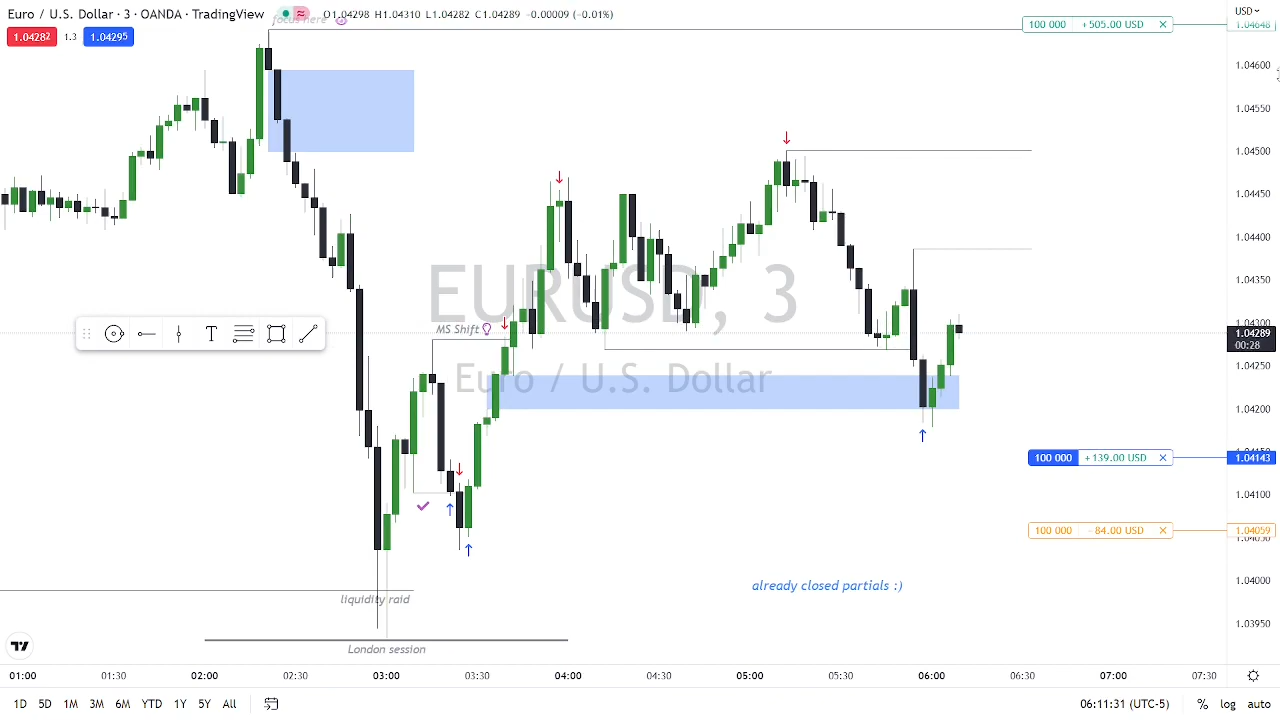 Euro / U.S. Dollar · 3 · OANDA · TradingView O1.04298 H1.04310 L1.04282 C1.04289 −0.00009 (−0.01%)
focus here
1.04282 1.3 1.04295
USD
100 000 +505.00 USD
1.04648
1.04600
1.04550
1.04500
1.04450
1.04400
1.04350
1.04300
EURUSD, 3
MS Shift
T
1.04289
00:28
1.04250
Euro / U.S. Dollar
1.04200
100 000 +139.00 USD 1.04143
1.04100
100 000 −84.00 USD 1.04059
already closed partials :)
1.04000
liquidity raid
1.03950
London session
01:00 01:30 02:00 02:30 03:00 03:30 04:00 04:30 05:00 05:30 06:00 06:30 07:00 07:30
1D 5D 1M 3M 6M YTD 1Y 5Y All 06:11:31 (UTC-5) % log auto